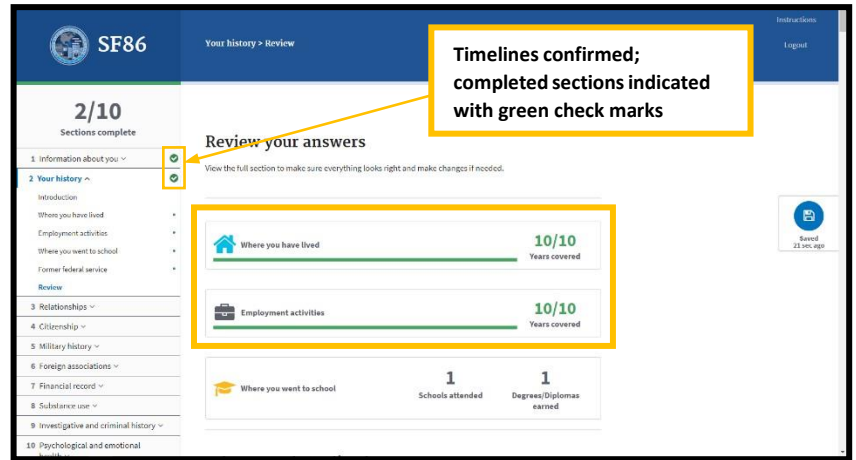 SF86
Your history > Review
Instructions
Logout
Timelines confirmed;
completed sections indicated
with green check marks
2/10
Sections complete
1 Information about you
2 Your history
Introduction
Where you have lived
Employment activities
Where you went to school
Former federal service
Review
3 Relationships
4 Citizenship
5 Military history
6 Foreign associations
7 Financial record
8 Substance use
9 Investigative and criminal history
10 Psychological and emotional
health
Review your answers
View the full section to make sure everything looks right and make changes if needed.
Where you have lived
10/10
Years covered
Employment activities
10/10
Years covered
Where you went to school
1
Schools attended
1
Degrees/Diplomas
earned
Saved
21 sec ago